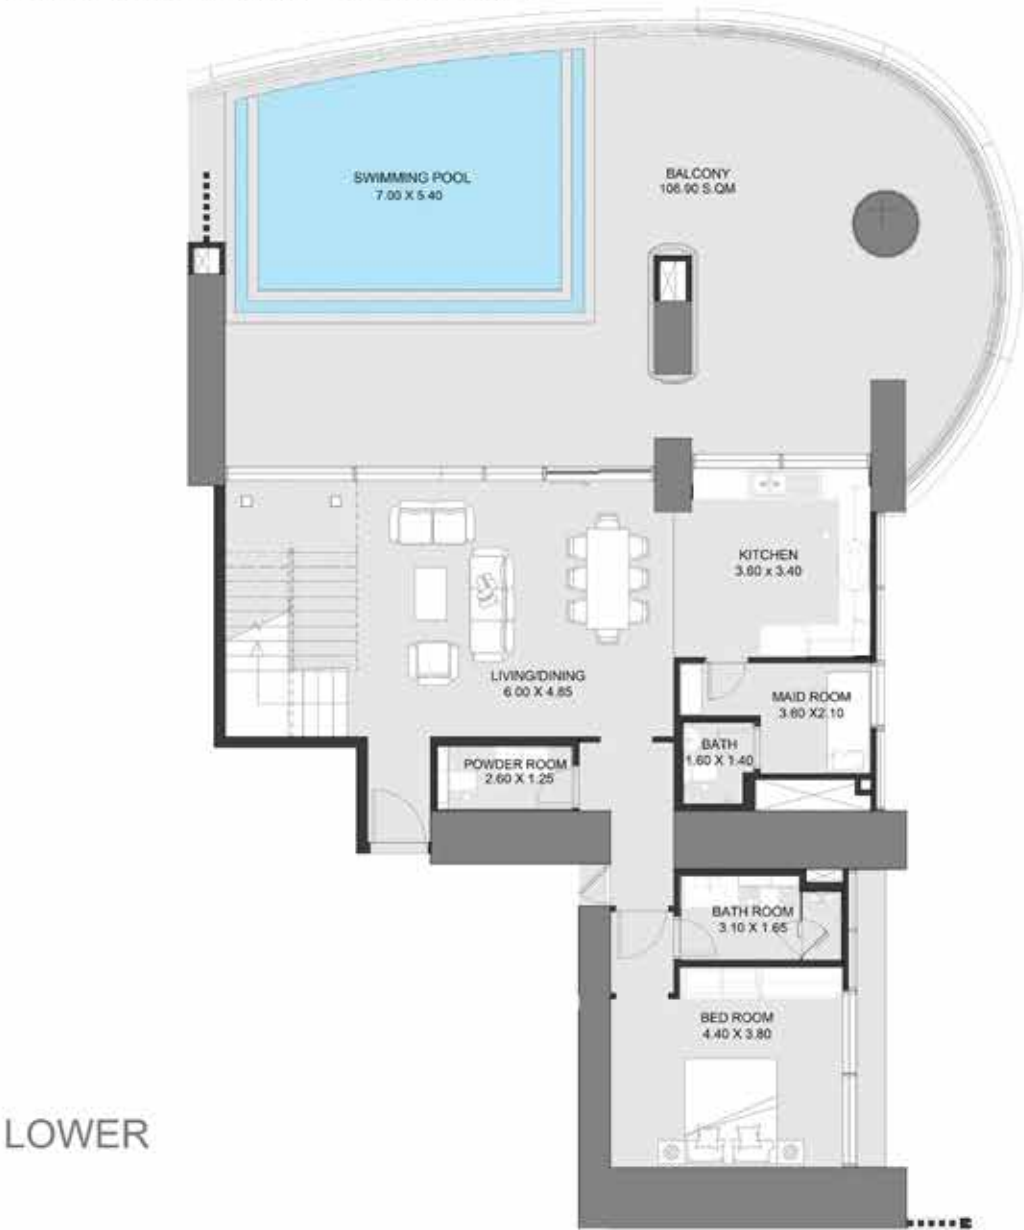 SWIMMING POOL
7.00 X 5.40
BALCONY
106.90 S.QM
KITCHEN
3.60 x 3.40
LIVING/DINING
6.00 X 4.85
MAID ROOM
3.60 X2.10
BATH
1.60 X 1.40
POWDER ROOM
2.60 X 1.25
BATH ROOM
3.10 X 1.65
BED ROOM
4.40 X 3.80
LOWER